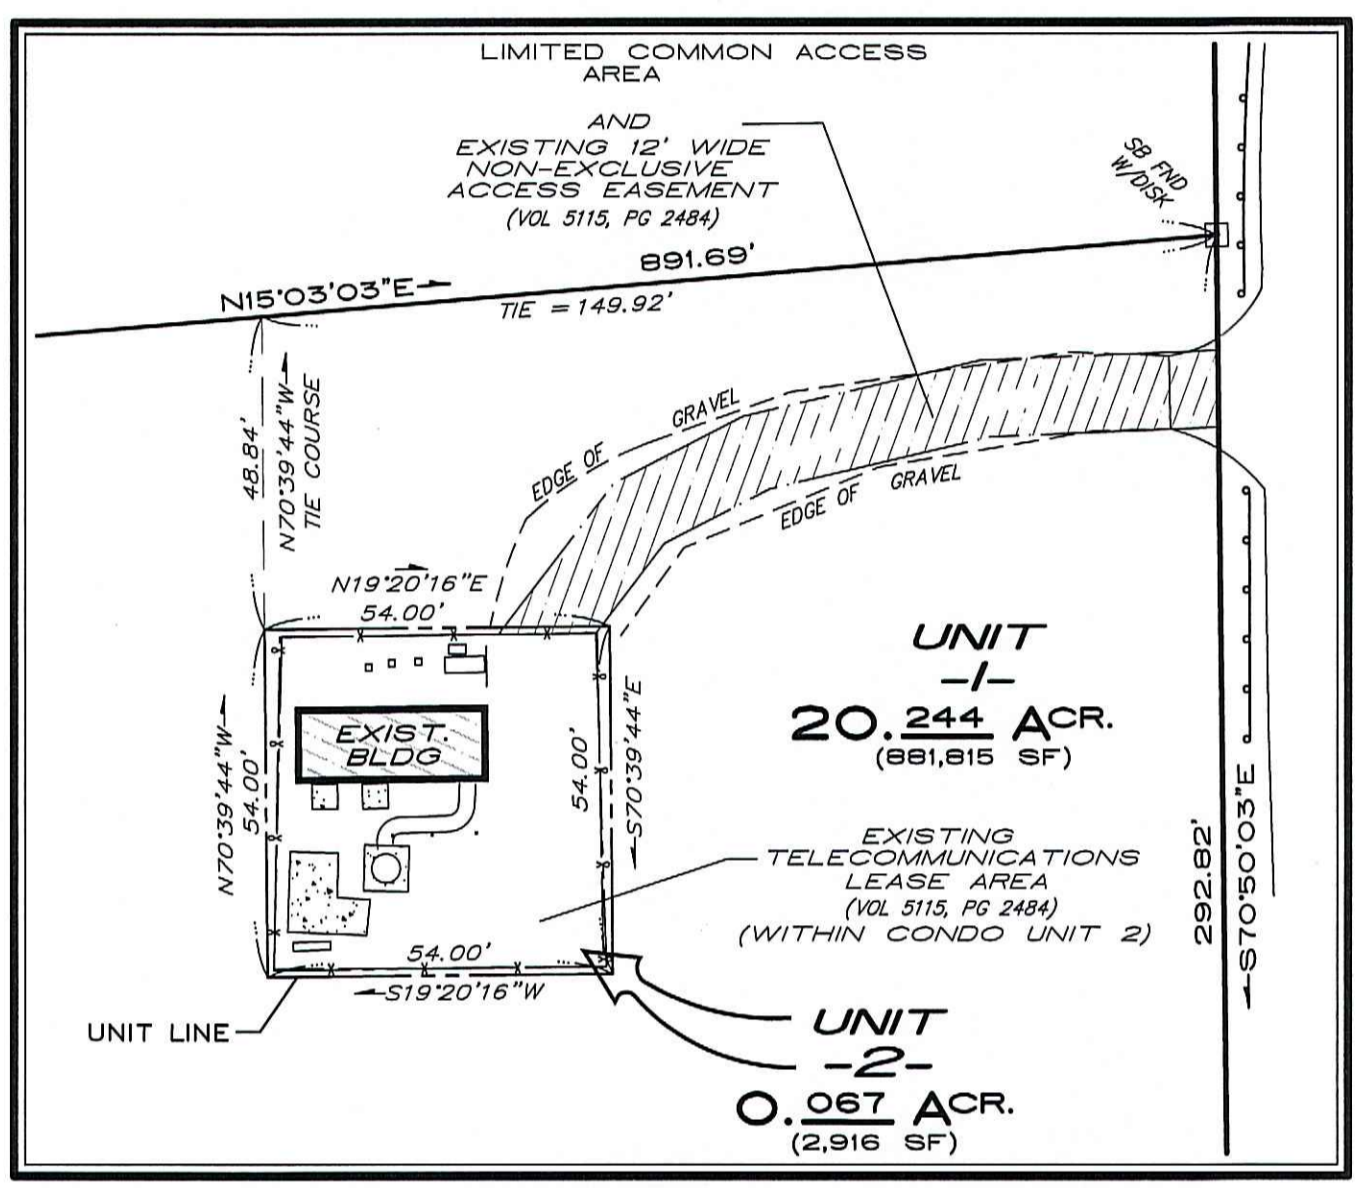 LIMITED COMMON ACCESS
AREA
AND
EXISTING 12' WIDE
NON-EXCLUSIVE
ACCESS EASEMENT
(VOL 5115, PG 2484)
SB FND
W/DISK
891.69'
N15°03'03"E
TIE = 149.92'
48.84'
N70°39'44"W
TIE COURSE
EDGE OF GRAVEL
EDGE OF GRAVEL
N19°20'16"E
54.00'
UNIT
-1-
20.244 ACR.
(881,815 SF)
EXIST.
BLDG
N70°39'44"W
54.00'
54.00'
S70°39'44"E
EXISTING
TELECOMMUNICATIONS
LEASE AREA
(VOL 5115, PG 2484)
(WITHIN CONDO UNIT 2)
292.82'
S70°50'03"E
54.00'
S19°20'16"W
UNIT LINE
UNIT
-2-
0.067 ACR.
(2,916 SF)